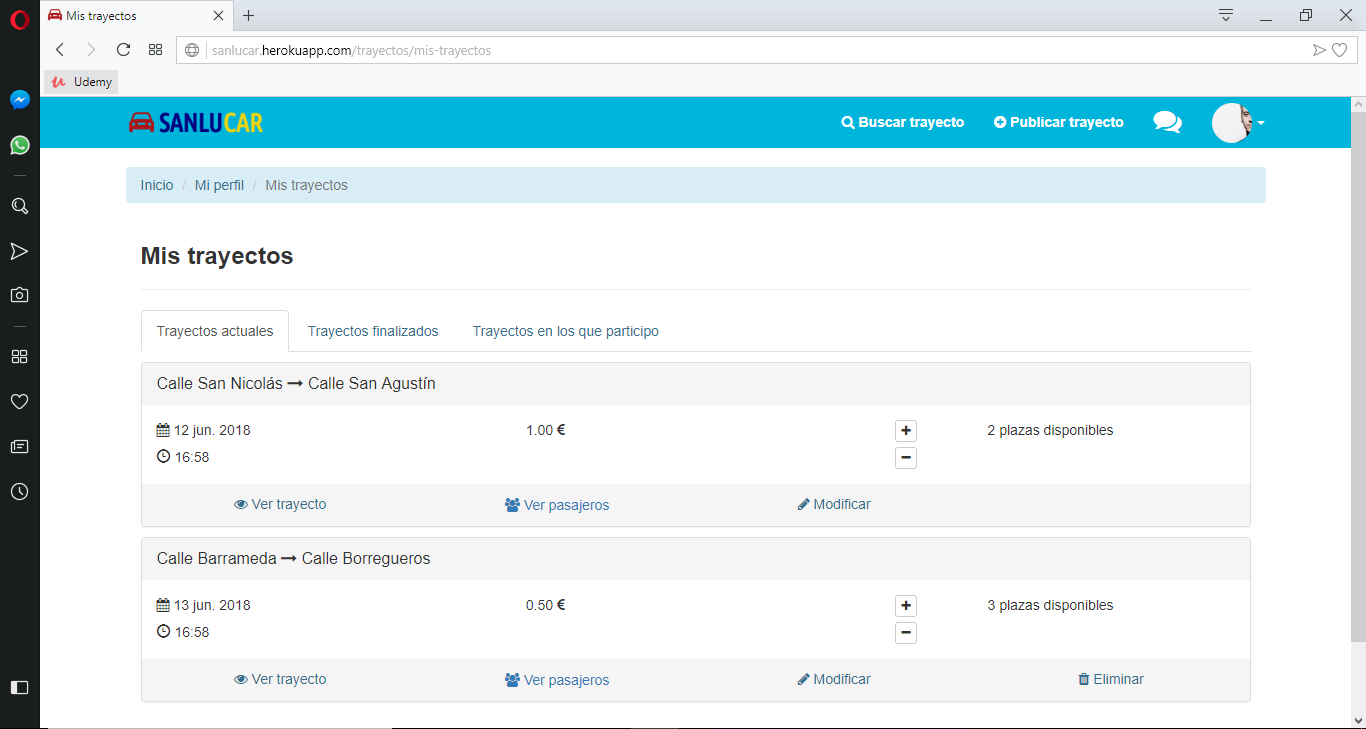 Mis trayectos
sanlucar.herokuapp.com/trayectos/mis-trayectos
Udemy
SANLUCAR
Buscar trayecto
Publicar trayecto
Inicio / Mi perfil / Mis trayectos
Mis trayectos
Trayectos actuales
Trayectos finalizados
Trayectos en los que participo
Calle San Nicolás → Calle San Agustín
12 jun. 2018
1.00 €
+
2 plazas disponibles
16:58
−
Ver trayecto
Ver pasajeros
Modificar
Calle Barrameda → Calle Borregueros
13 jun. 2018
0.50 €
+
3 plazas disponibles
16:58
−
Ver trayecto
Ver pasajeros
Modificar
Eliminar